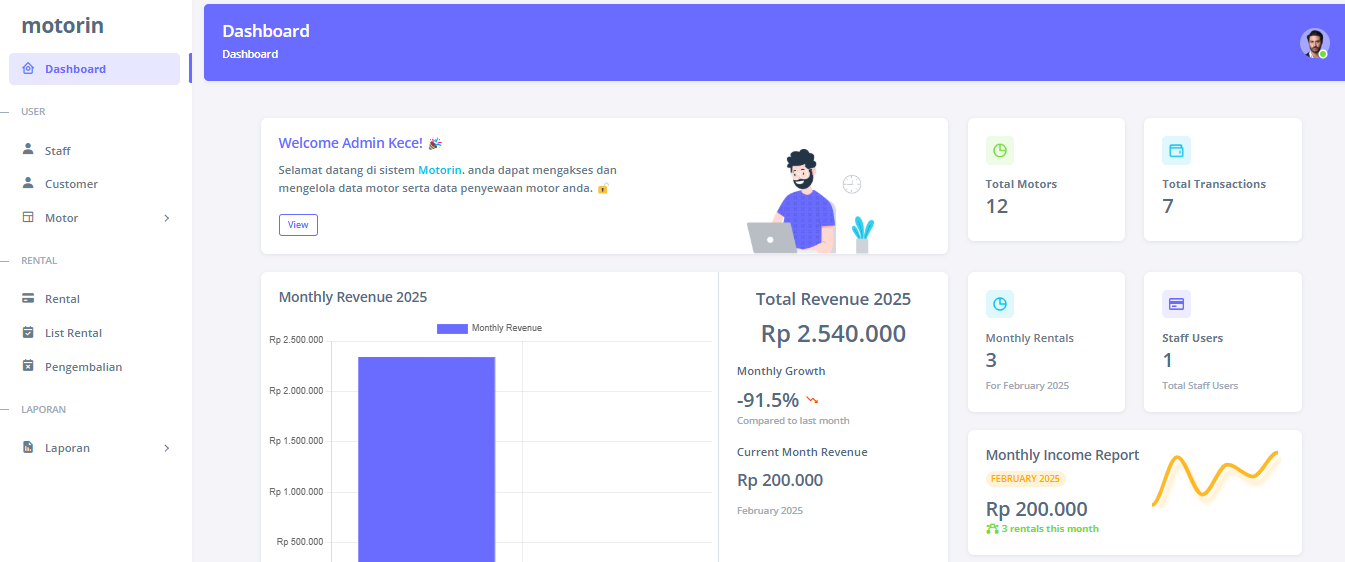 motorin
Dashboard
USER
Staff
Customer
Motor
RENTAL
Rental
List Rental
Pengembalian
LAPORAN
Laporan
Dashboard
Dashboard
Welcome Admin Kece! 🎉
Selamat datang di sistem Motorin. anda dapat mengakses dan
mengelola data motor serta data penyewaan motor anda. 🔓
View
Total Motors
12
Total Transactions
7
Monthly Revenue 2025
Monthly Revenue
Rp 2.500.000
Rp 2.000.000
Rp 1.500.000
Rp 1.000.000
Rp 500.000
Total Revenue 2025
Rp 2.540.000
Monthly Growth
-91.5%
Compared to last month
Current Month Revenue
Rp 200.000
February 2025
Monthly Rentals
3
For February 2025
Staff Users
1
Total Staff Users
Monthly Income Report
FEBRUARY 2025
Rp 200.000
3 rentals this month